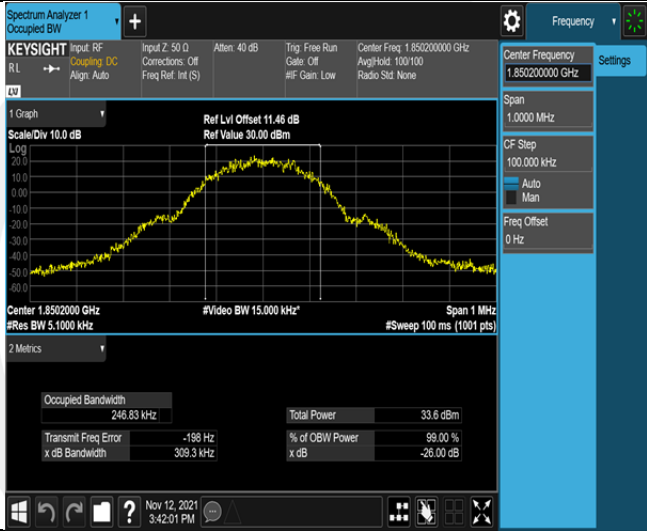 Spectrum Analyzer 1
Occupied BW
Frequency
KEYSIGHT
RL
LXI
Input: RF
Coupling: DC
Align: Auto
Input Z: 50 Ω
Corrections: Off
Freq Ref: Int (S)
Atten: 40 dB
Trig: Free Run
Gate: Off
#IF Gain: Low
Center Freq: 1.850200000 GHz
Avg|Hold: 100/100
Radio Std: None
Center Frequency
1.850200000 GHz
Settings
Span
1.0000 MHz
CF Step
100.000 kHz
Auto
Man
Freq Offset
0 Hz
1 Graph
Scale/Div 10.0 dB
Ref Lvl Offset 11.46 dB
Ref Value 30.00 dBm
Log
20.0
10.0
0.00
-10.0
-20.0
-30.0
-40.0
-50.0
-60.0
Center 1.8502000 GHz
#Res BW 5.1000 kHz
#Video BW 15.000 kHz*
Span 1 MHz
#Sweep 100 ms (1001 pts)
2 Metrics
Occupied Bandwidth
246.83 kHz
Total Power 33.6 dBm
Transmit Freq Error -198 Hz
% of OBW Power 99.00 %
x dB Bandwidth 309.3 kHz
x dB -26.00 dB
Nov 12, 2021
3:42:01 PM